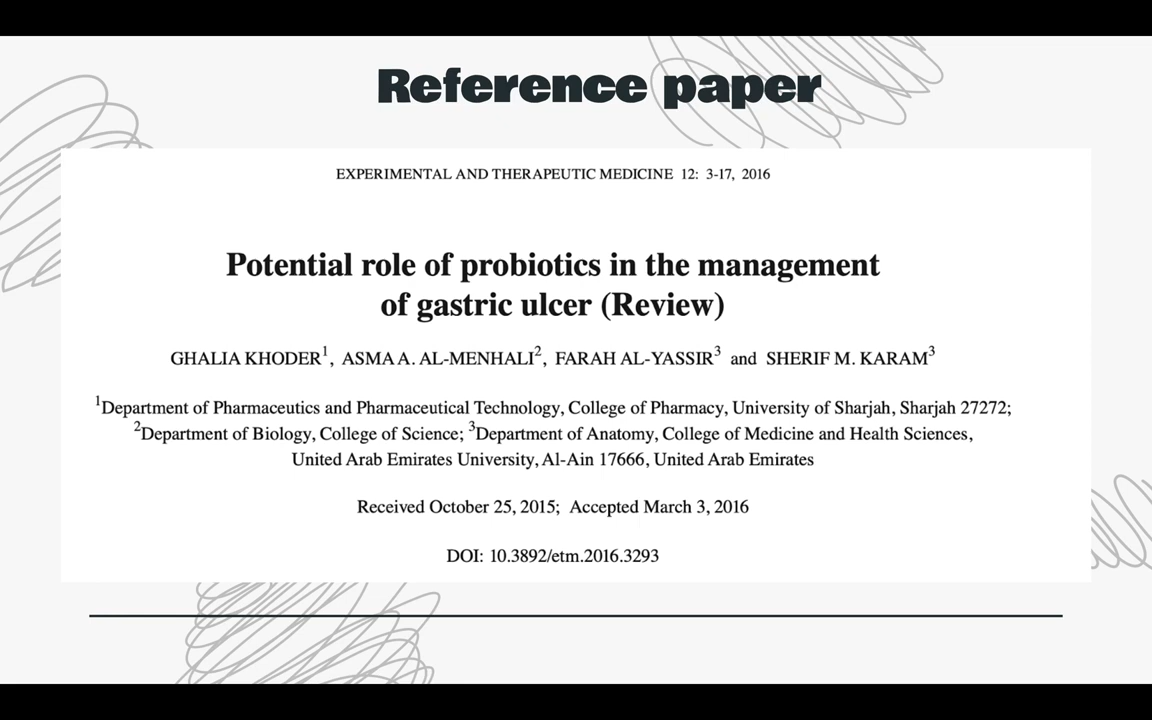 Reference paper
EXPERIMENTAL AND THERAPEUTIC MEDICINE 12: 3-17, 2016
Potential role of probiotics in the management
of gastric ulcer (Review)
GHALIA KHODER1, ASMA A. AL-MENHALI2, FARAH AL-YASSIR3 and SHERIF M. KARAM3
1Department of Pharmaceutics and Pharmaceutical Technology, College of Pharmacy, University of Sharjah, Sharjah 27272;
2Department of Biology, College of Science; 3Department of Anatomy, College of Medicine and Health Sciences,
United Arab Emirates University, Al-Ain 17666, United Arab Emirates
Received October 25, 2015; Accepted March 3, 2016
DOI: 10.3892/etm.2016.3293